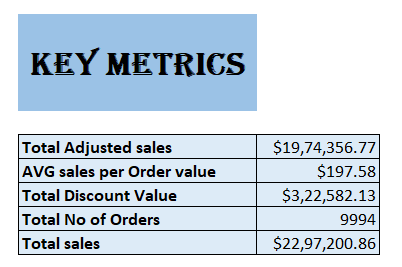 KEY METRICS
Total Adjusted sales $19,74,356.77
AVG sales per Order value $197.58
Total Discount Value $3,22,582.13
Total No of Orders 9994
Total sales $22,97,200.86